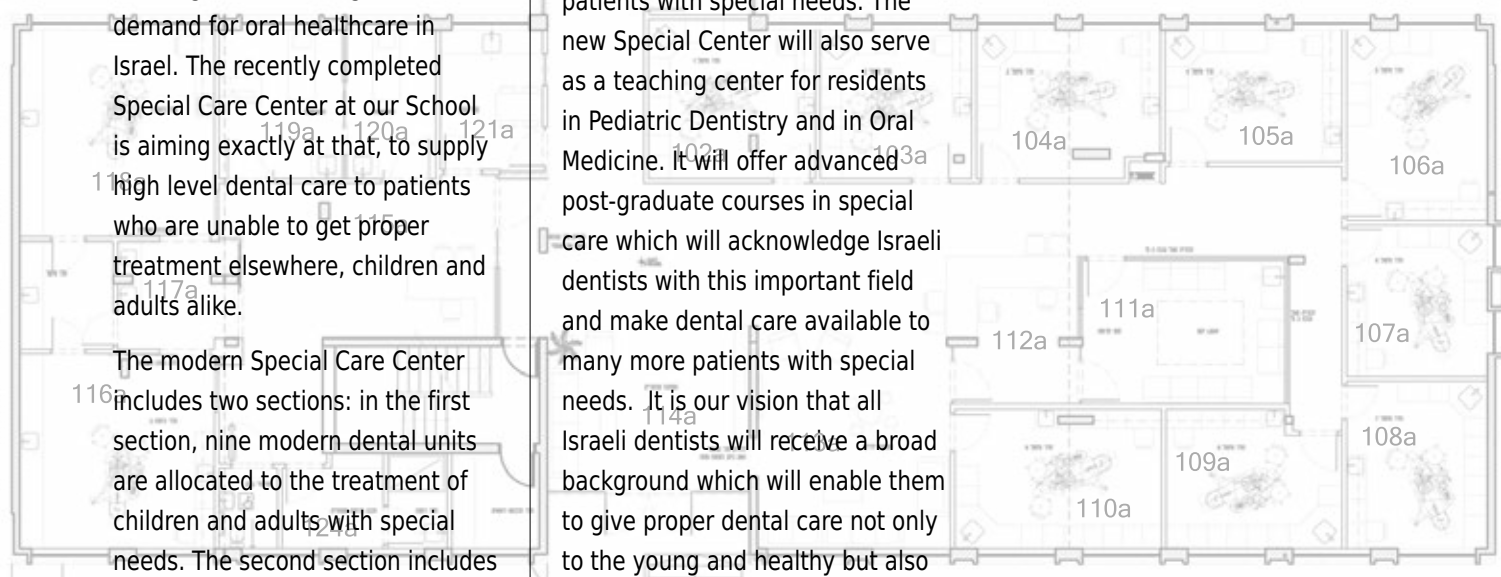 demand for oral healthcare in
Israel. The recently completed
Special Care Center at our School
is aiming exactly at that, to supply
high level dental care to patients
who are unable to get proper
treatment elsewhere, children and
adults alike.
The modern Special Care Center
includes two sections: in the first
section, nine modern dental units
are allocated to the treatment of
children and adults with special
needs. The second section includes
patients with special needs. The
new Special Center will also serve
as a teaching center for residents
in Pediatric Dentistry and in Oral
Medicine. It will offer advanced
post-graduate courses in special
care which will acknowledge Israeli
dentists with this important field
and make dental care available to
many more patients with special
needs.  It is our vision that all
Israeli dentists will receive a broad
background which will enable them
to give proper dental care not only
to the young and healthy but also
119a 120a 121a
118a
115a
117a
116a
124a
102a 103a
104a
105a
106a
107a
108a
109a
110a
111a
112a
113a
114a